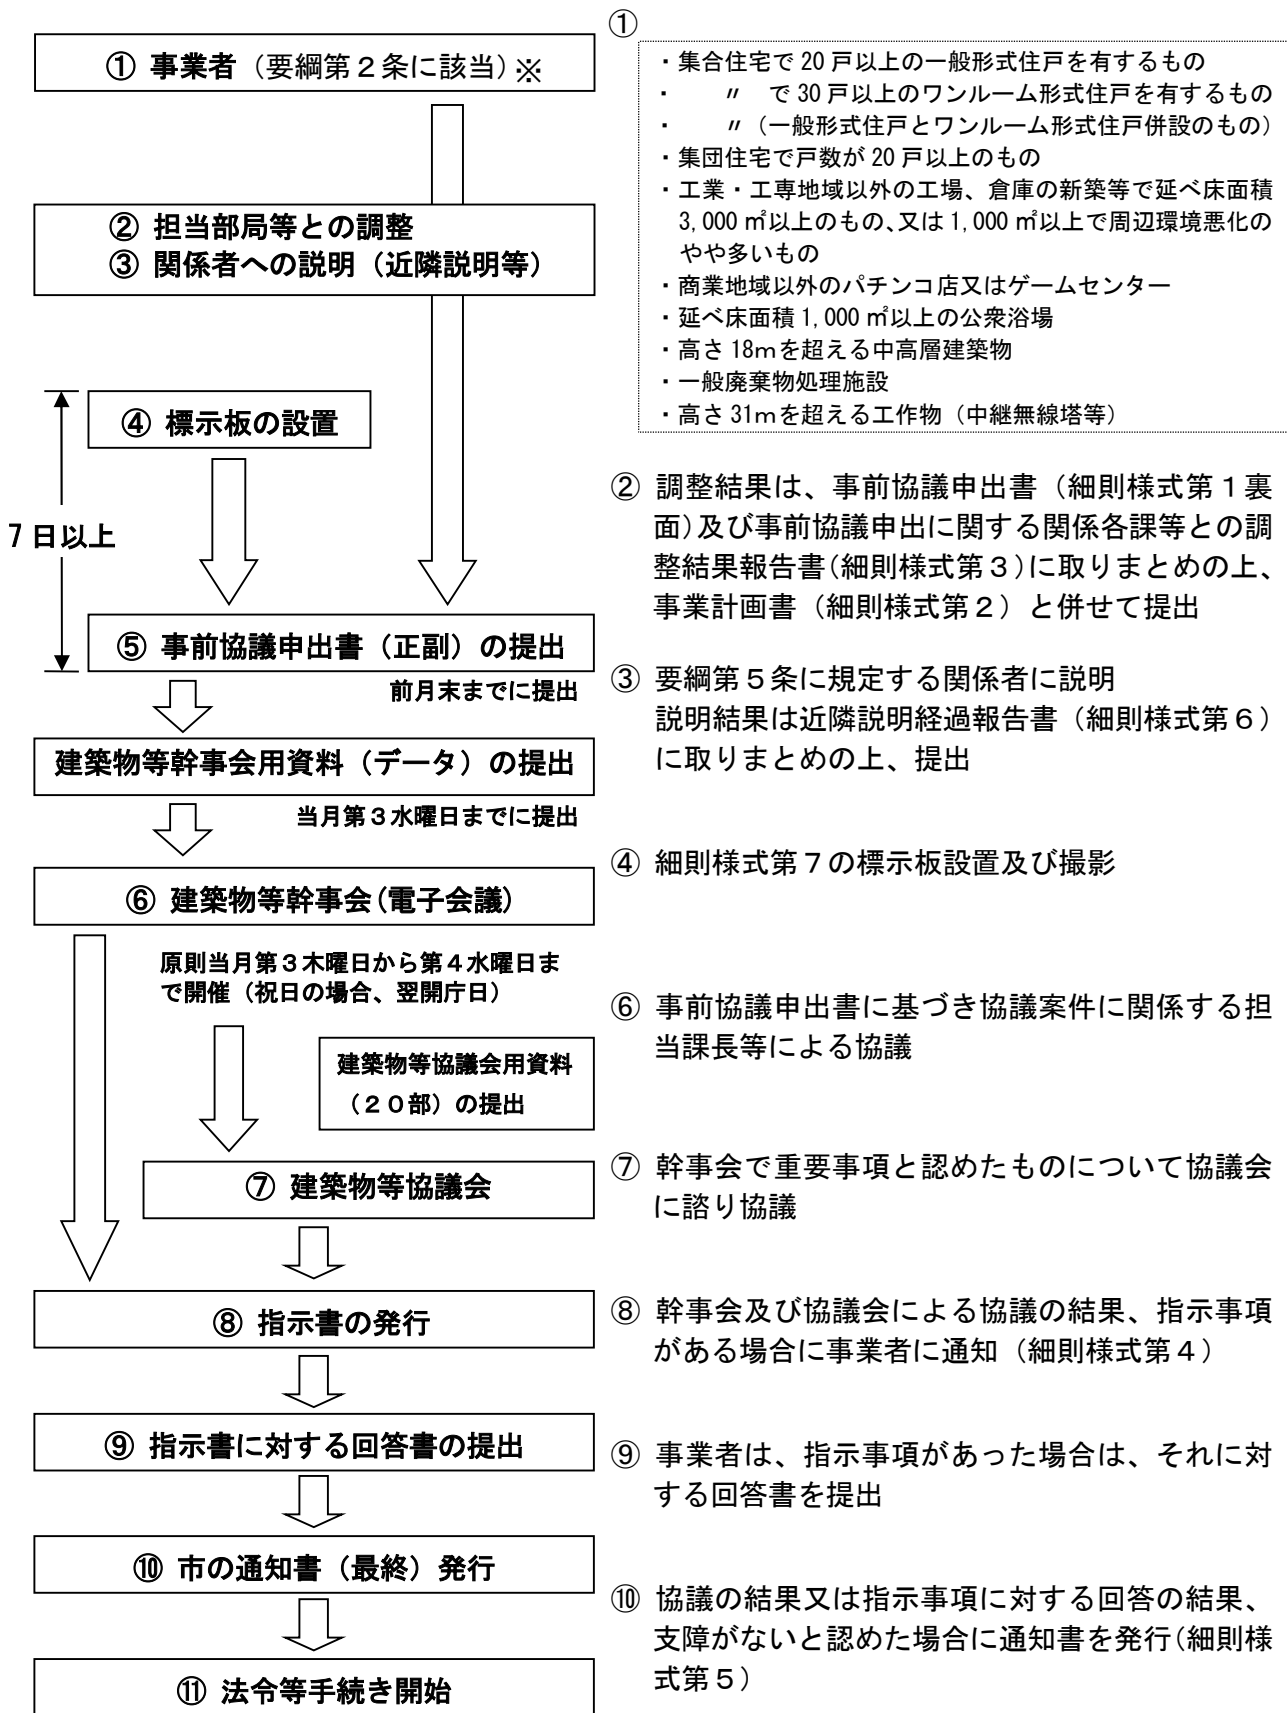 ① 事業者（要綱第２条に該当）※
② 担当部局等との調整
③ 関係者への説明（近隣説明等）
④ 標示板の設置
７日以上
⑤ 事前協議申出書（正副）の提出
前月末までに提出
建築物等幹事会用資料（データ）の提出
当月第３水曜日までに提出
⑥ 建築物等幹事会（電子会議）
原則当月第３木曜日から第４水曜日ま
で開催（祝日の場合、翌開庁日）
建築物等協議会用資料
（２０部）の提出
⑦ 建築物等協議会
⑧ 指示書の発行
⑨ 指示書に対する回答書の提出
⑩ 市の通知書（最終）発行
⑪ 法令等手続き開始
①
・集合住宅で 20 戸以上の一般形式住戸を有するもの
・　　〃　で 30 戸以上のワンルーム形式住戸を有するもの
・　　〃（一般形式住戸とワンルーム形式住戸併設のもの）
・集団住宅で戸数が 20 戸以上のもの
・工業・工専地域以外の工場、倉庫の新築等で延べ床面積
3,000 ㎡以上のもの、又は 1,000 ㎡以上で周辺環境悪化の
やや多いもの
・商業地域以外のパチンコ店又はゲームセンター
・延べ床面積 1,000 ㎡以上の公衆浴場
・高さ 18ｍを超える中高層建築物
・一般廃棄物処理施設
・高さ 31ｍを超える工作物（中継無線塔等）
② 調整結果は、事前協議申出書（細則様式第１裏
面）及び事前協議申出に関する関係各課等との調
整結果報告書（細則様式第３）に取りまとめの上、
事業計画書（細則様式第２）と併せて提出
③ 要綱第５条に規定する関係者に説明
説明結果は近隣説明経過報告書（細則様式第６）
に取りまとめの上、提出
④ 細則様式第７の標示板設置及び撮影
⑥ 事前協議申出書に基づき協議案件に関係する担
当課長等による協議
⑦ 幹事会で重要事項と認めたものについて協議会
に諮り協議
⑧ 幹事会及び協議会による協議の結果、指示事項
がある場合に事業者に通知（細則様式第４）
⑨ 事業者は、指示事項があった場合は、それに対
する回答書を提出
⑩ 協議の結果又は指示事項に対する回答の結果、
支障がないと認めた場合に通知書を発行（細則様
式第５）